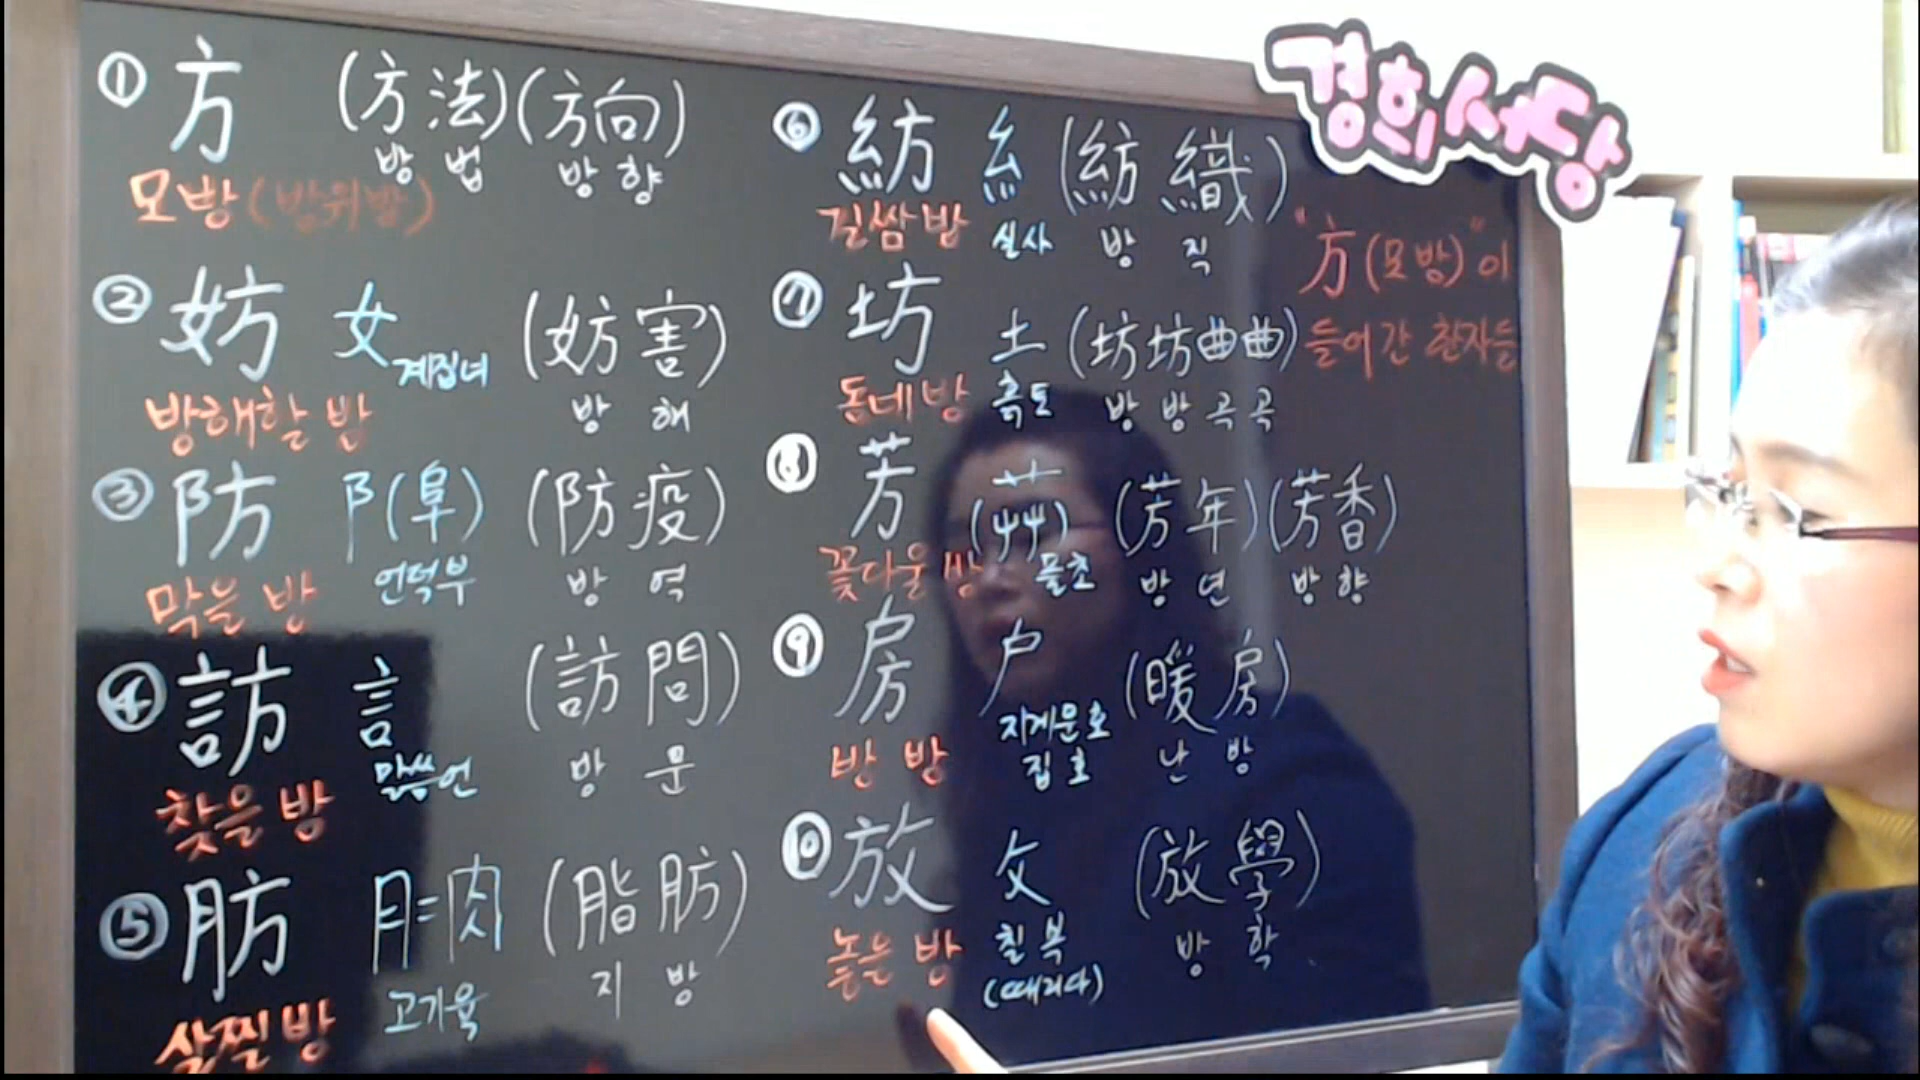 ① 方 (方法)(方向)
방 법 방 향
모방(방위방)
② 妨 女 (妨害)
계집녀
방해할 방 방 해
③ 防 阝(阜) (防疫)
막을 방 언덕부 방 역
④ 訪 言 (訪問)
찾을 방 말씀언 방 문
⑤ 肪 月=肉 (脂肪)
살찔 방 고기육 지 방
⑥ 紡 糸 (紡織)
길쌈 방 실사 방 직
⑦ 坊 土 (坊坊曲曲)
동네 방 흙토 방 방 곡 곡
⑧ 芳 艹(艸) (芳年)(芳香)
꽃다울 방 풀초 방 년 방 향
⑨ 房 户 (暖房)
방 방 지게문호 난 방
집호
⑩ 放 攵 (放學)
놓을 방 칠복 방 학
(때리다)
경희서당
"方(모방)"이
들어간 한자들